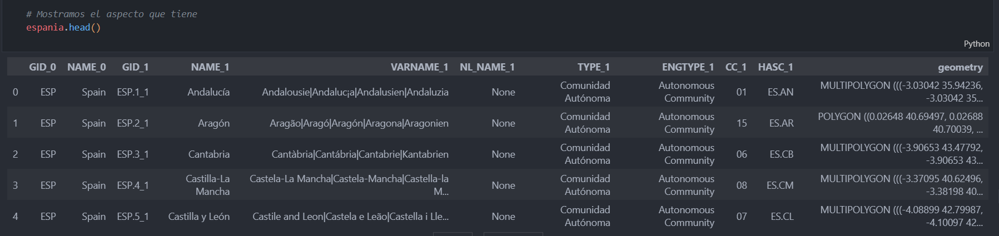 # Mostramos el aspecto que tiene
espania.head()
Python
GID_0 NAME_0 GID_1 NAME_1 VARNAME_1 NL_NAME_1 TYPE_1 ENGTYPE_1 CC_1 HASC_1 geometry
0 ESP Spain ESP.1_1 Andalucía Andalousie|Andaluc¡a|Andalusien|Andaluzia None Comunidad Autónoma Autonomous Community 01 ES.AN MULTIPOLYGON (((-3.03042 35.94236, -3.03042 35...
1 ESP Spain ESP.2_1 Aragón Aragão|Aragó|Aragón|Aragona|Aragonien None Comunidad Autónoma Autonomous Community 15 ES.AR POLYGON ((0.02648 40.69497, 0.02688 40.70039, ...
2 ESP Spain ESP.3_1 Cantabria Cantàbria|Cantábria|Cantabrie|Kantabrien None Comunidad Autónoma Autonomous Community 06 ES.CB MULTIPOLYGON (((-3.90653 43.47792, -3.90653 43...
3 ESP Spain ESP.4_1 Castilla-La Mancha Castela-La Mancha|Castela-Mancha|Castella-la M... None Comunidad Autónoma Autonomous Community 08 ES.CM MULTIPOLYGON (((-3.37095 40.62496, -3.38198 40...
4 ESP Spain ESP.5_1 Castilla y León Castile and Leon|Castela e Leão|Castella i Lle... None Comunidad Autónoma Autonomous Community 07 ES.CL MULTIPOLYGON (((-4.08899 42.79987, -4.10097 42...